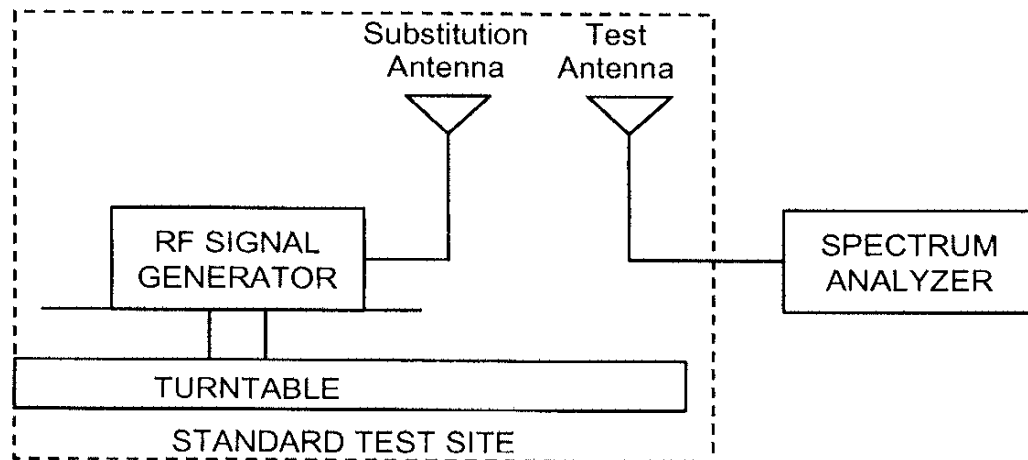 Substitution
Antenna
Test
Antenna
RF SIGNAL
GENERATOR
SPECTRUM
ANALYZER
TURNTABLE
STANDARD TEST SITE